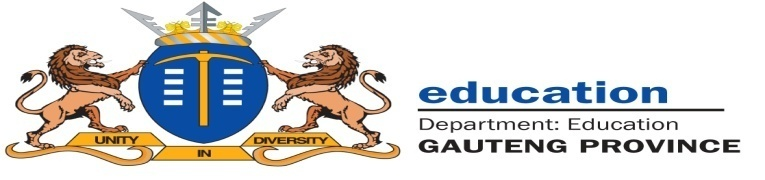 UNITY IN DIVERSITY
education
Department: Education
GAUTENG PROVINCE